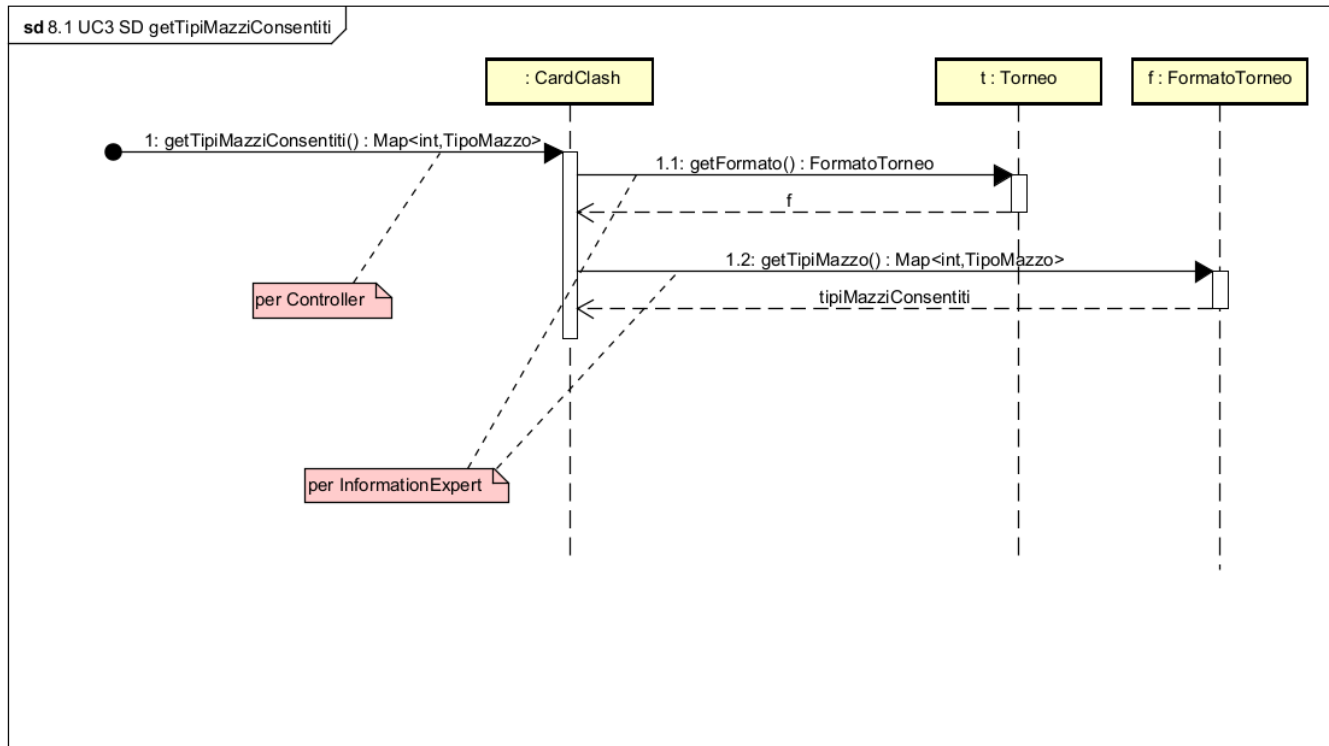 sd 8.1 UC3 SD getTipiMazziConsentiti
: CardClash
t : Torneo
f : FormatoTorneo
1: getTipiMazziConsentiti() : Map<int,TipoMazzo>
1.1: getFormato() : FormatoTorneo
f
1.2: getTipiMazzo() : Map<int,TipoMazzo>
tipiMazziConsentiti
per Controller
per InformationExpert